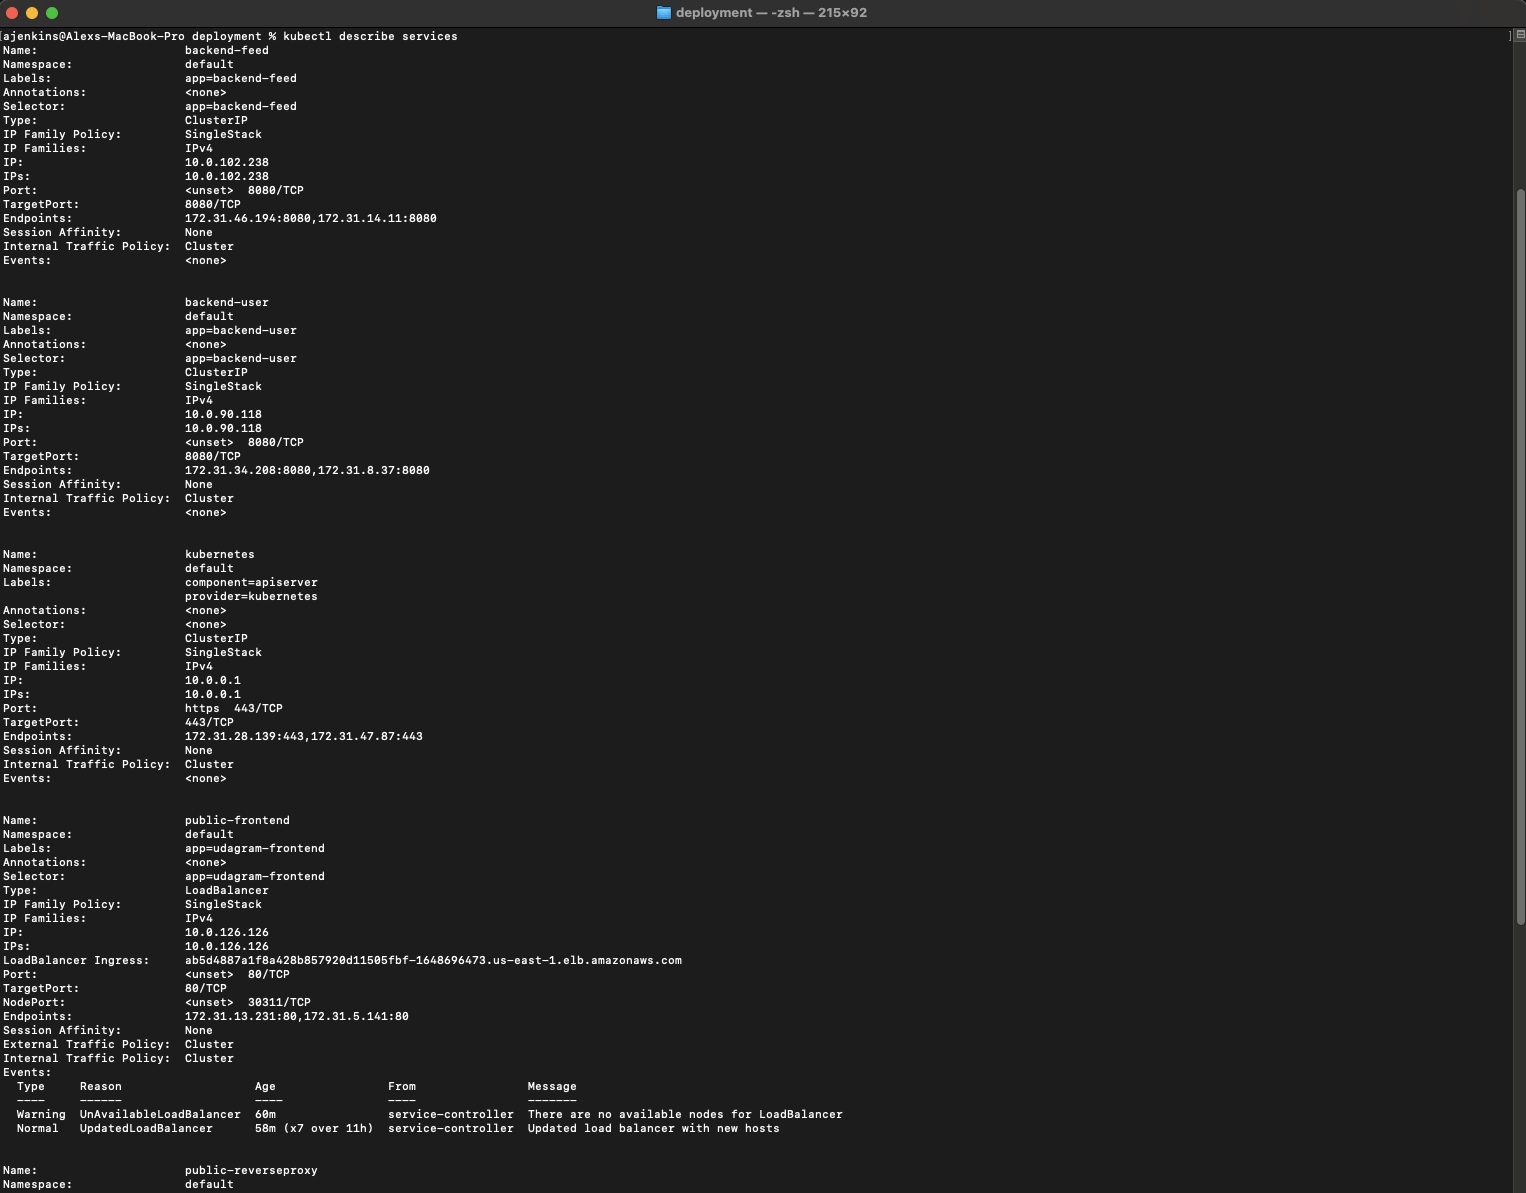 deployment — -zsh — 215×92
[ajenkins@Alexs-MacBook-Pro deployment % kubectl describe services ]
Name: backend-feed
Namespace: default
Labels: app=backend-feed
Annotations: <none>
Selector: app=backend-feed
Type: ClusterIP
IP Family Policy: SingleStack
IP Families: IPv4
IP: 10.0.102.238
IPs: 10.0.102.238
Port: <unset> 8080/TCP
TargetPort: 8080/TCP
Endpoints: 172.31.46.194:8080,172.31.14.11:8080
Session Affinity: None
Internal Traffic Policy: Cluster
Events: <none>
Name: backend-user
Namespace: default
Labels: app=backend-user
Annotations: <none>
Selector: app=backend-user
Type: ClusterIP
IP Family Policy: SingleStack
IP Families: IPv4
IP: 10.0.90.118
IPs: 10.0.90.118
Port: <unset> 8080/TCP
TargetPort: 8080/TCP
Endpoints: 172.31.34.208:8080,172.31.8.37:8080
Session Affinity: None
Internal Traffic Policy: Cluster
Events: <none>
Name: kubernetes
Namespace: default
Labels: component=apiserver
provider=kubernetes
Annotations: <none>
Selector: <none>
Type: ClusterIP
IP Family Policy: SingleStack
IP Families: IPv4
IP: 10.0.0.1
IPs: 10.0.0.1
Port: https 443/TCP
TargetPort: 443/TCP
Endpoints: 172.31.28.139:443,172.31.47.87:443
Session Affinity: None
Internal Traffic Policy: Cluster
Events: <none>
Name: public-frontend
Namespace: default
Labels: app=udagram-frontend
Annotations: <none>
Selector: app=udagram-frontend
Type: LoadBalancer
IP Family Policy: SingleStack
IP Families: IPv4
IP: 10.0.126.126
IPs: 10.0.126.126
LoadBalancer Ingress: ab5d4887a1f8a428b857920d11505fbf-1648696473.us-east-1.elb.amazonaws.com
Port: <unset> 80/TCP
TargetPort: 80/TCP
NodePort: <unset> 30311/TCP
Endpoints: 172.31.13.231:80,172.31.5.141:80
Session Affinity: None
External Traffic Policy: Cluster
Internal Traffic Policy: Cluster
Events:
Type Reason Age From Message
---- ------ ---- ---- -------
Warning UnAvailableLoadBalancer 60m service-controller There are no available nodes for LoadBalancer
Normal UpdatedLoadBalancer 58m (x7 over 11h) service-controller Updated load balancer with new hosts
Name: public-reverseproxy
Namespace: default